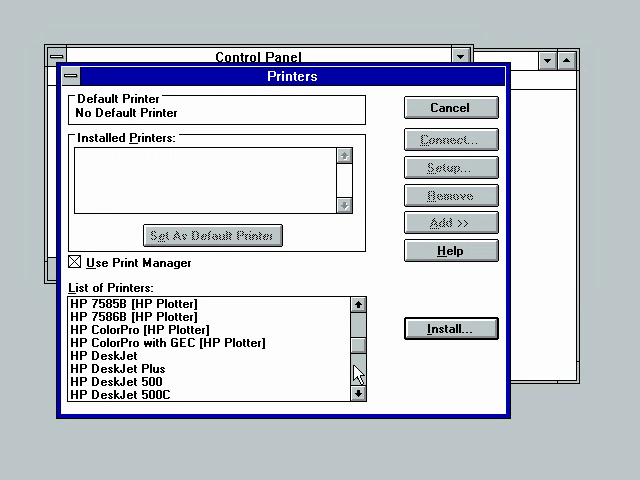 Control Panel
Printers
Default Printer
No Default Printer
Cancel
Installed Printers:
Connect...
Setup...
Remove
Add >>
Set As Default Printer
Help
Use Print Manager
List of Printers:
HP 7585B [HP Plotter]
HP 7586B [HP Plotter]
HP ColorPro [HP Plotter]
Install...
HP ColorPro with GEC [HP Plotter]
HP DeskJet
HP DeskJet Plus
HP DeskJet 500
HP DeskJet 500C